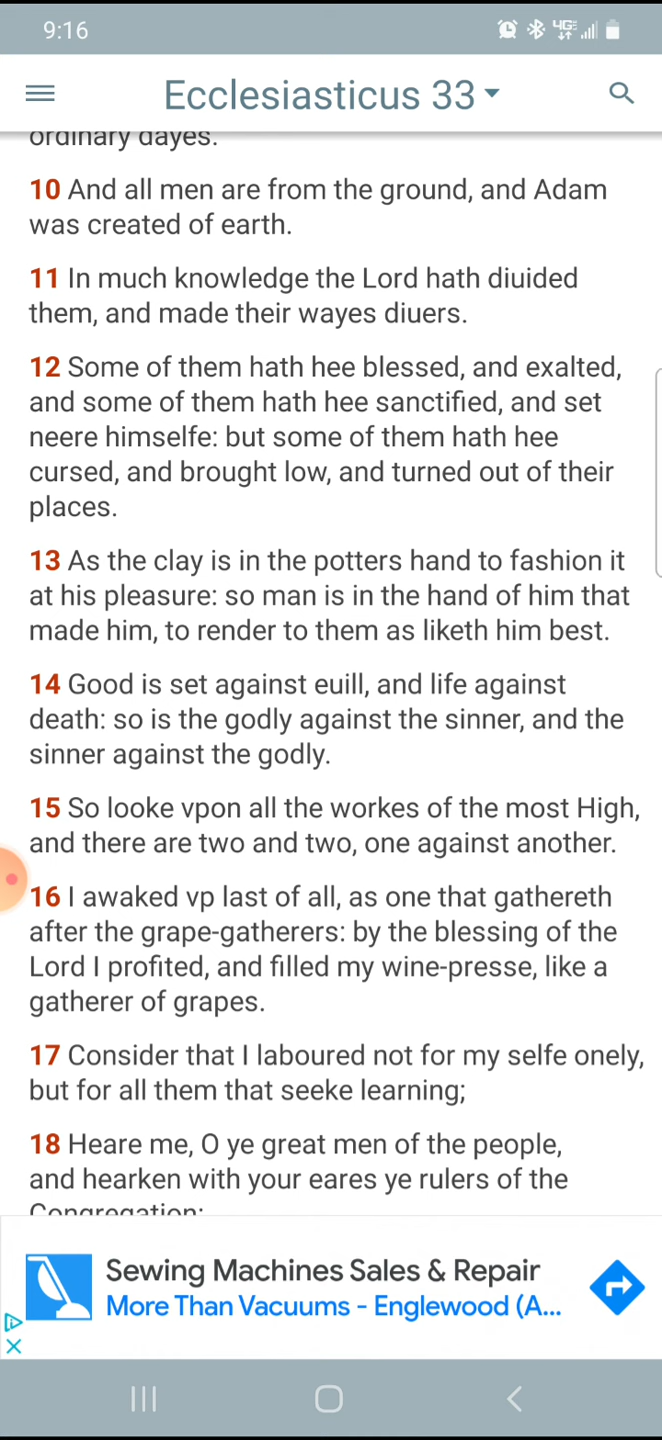 9:16
4GE
Ecclesiasticus 33
ordinary dayes.
10 And all men are from the ground, and Adam
was created of earth.
11 In much knowledge the Lord hath diuided
them, and made their wayes diuers.
12 Some of them hath hee blessed, and exalted,
and some of them hath hee sanctified, and set
neere himselfe: but some of them hath hee
cursed, and brought low, and turned out of their
places.
13 As the clay is in the potters hand to fashion it
at his pleasure: so man is in the hand of him that
made him, to render to them as liketh him best.
14 Good is set against euill, and life against
death: so is the godly against the sinner, and the
sinner against the godly.
15 So looke vpon all the workes of the most High,
and there are two and two, one against another.
16 I awaked vp last of all, as one that gathereth
after the grape-gatherers: by the blessing of the
Lord I profited, and filled my wine-presse, like a
gatherer of grapes.
17 Consider that I laboured not for my selfe onely,
but for all them that seeke learning;
18 Heare me, O ye great men of the people,
and hearken with your eares ye rulers of the
Congregation:
Sewing Machines Sales & Repair
More Than Vacuums - Englewood (A...